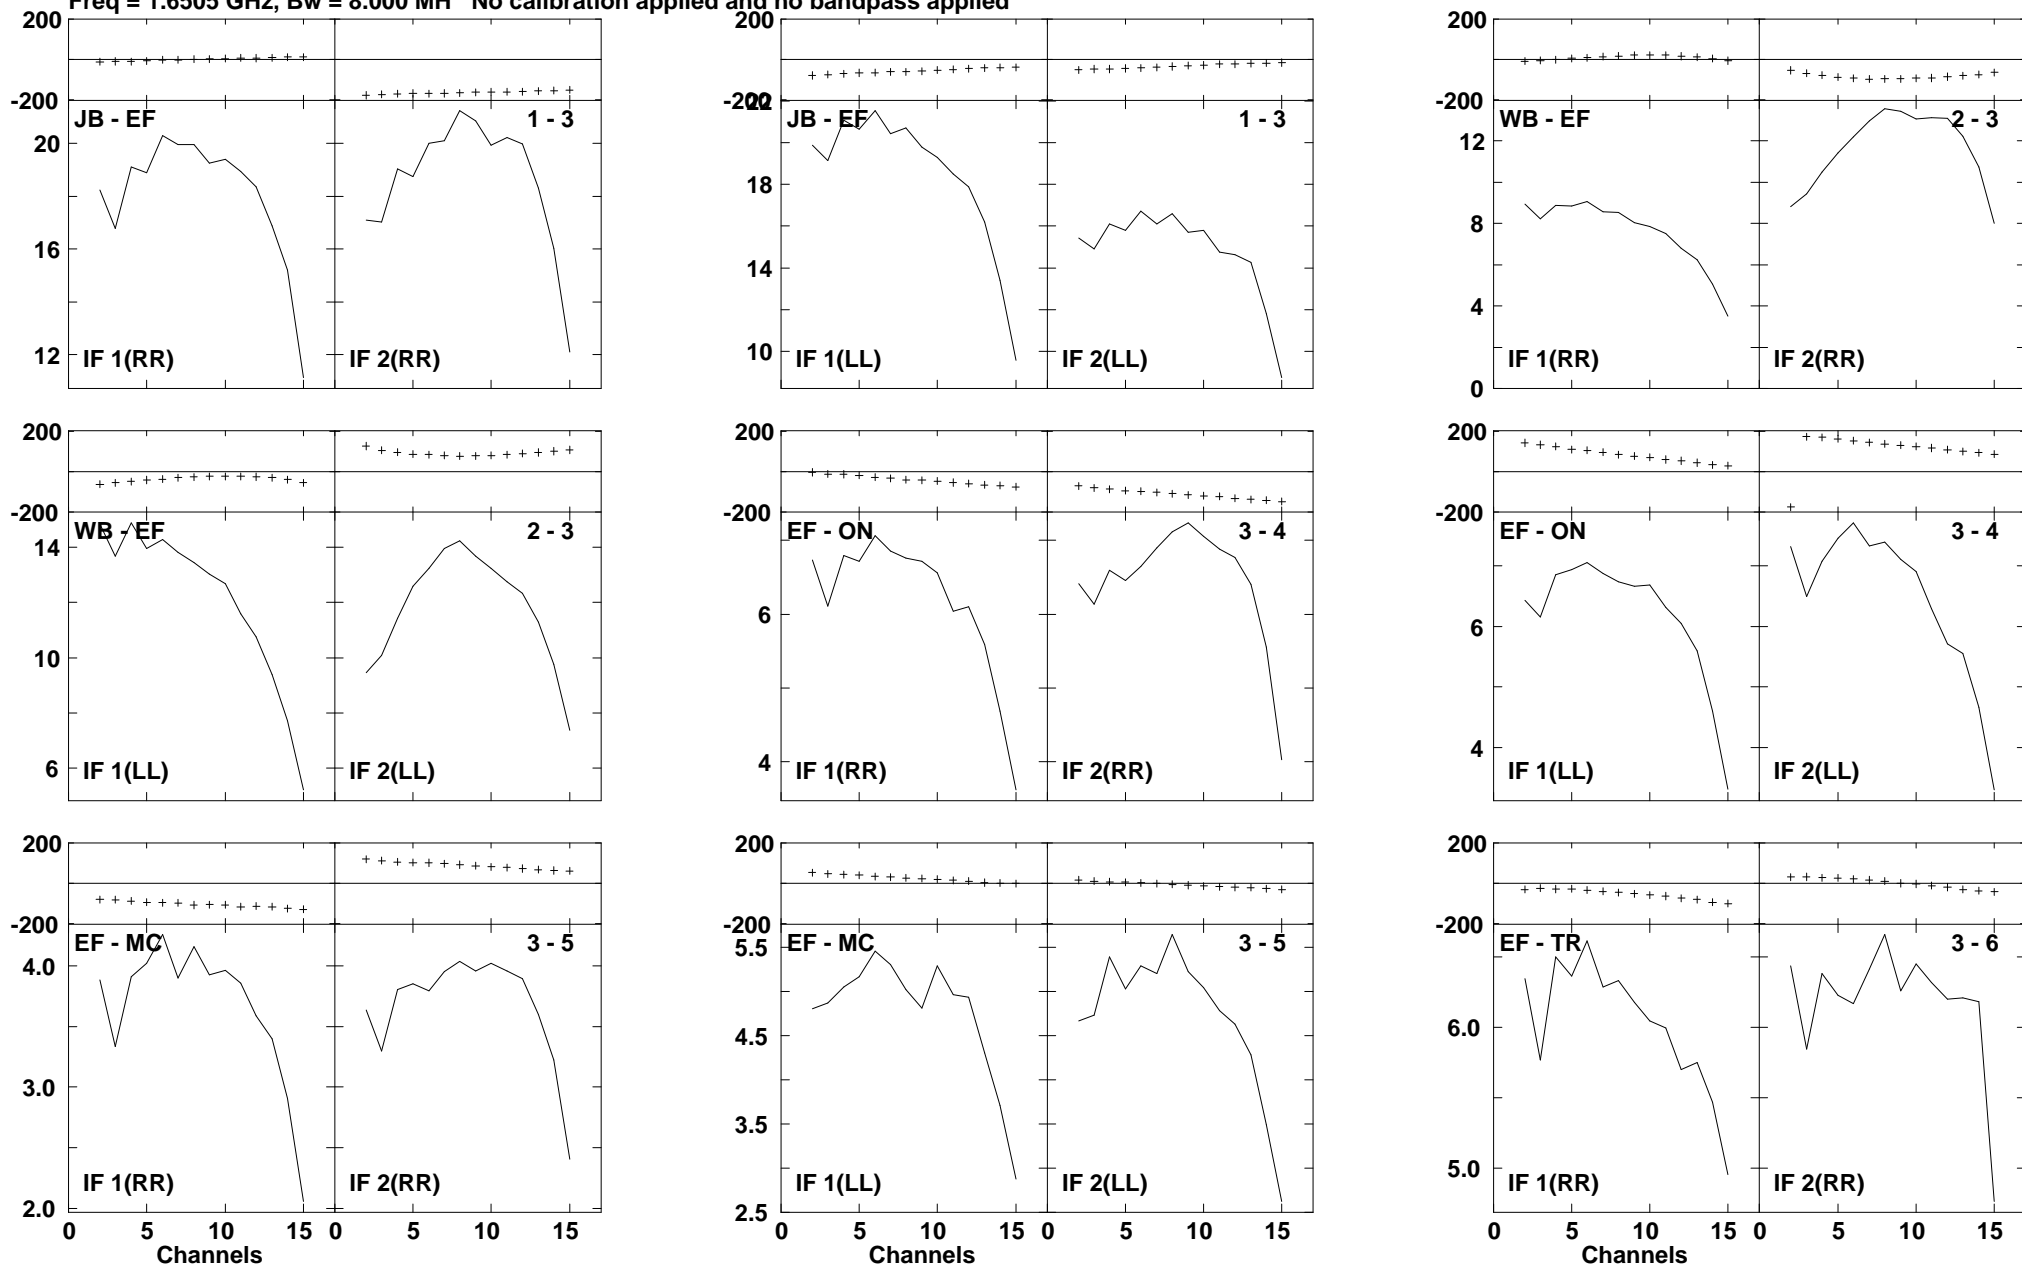 Freq = 1.6505 GHz, Bw = 8.000 MH No calibration applied and no bandpass applied
200
-200
JB - EF
1 - 3
20
16
12
IF 1(RR)
IF 2(RR)
-200
22
JB - EF
1 - 3
18
14
10
IF 1(LL)
IF 2(LL)
200
-200
WB - EF
2 - 3
12
8
4
0
IF 1(RR)
IF 2(RR)
200
-200
WB - EF
2 - 3
14
10
6
IF 1(LL)
IF 2(LL)
200
-200
EF - ON
3 - 4
6
4
IF 1(RR)
IF 2(RR)
200
-200
EF - ON
3 - 4
6
4
IF 1(LL)
IF 2(LL)
200
-200
EF - MC
3 - 5
4.0
3.0
2.0
IF 1(RR)
IF 2(RR)
0 5 10 0 5 10 15
Channels
200
-200
EF - MC
3 - 5
5.5
4.5
3.5
2.5
IF 1(LL)
IF 2(LL)
0 5 10 0 5 10 15
Channels
200
-200
EF - TR
3 - 6
6.0
5.0
IF 1(RR)
IF 2(RR)
0 5 10 0 5 10 15
Channels